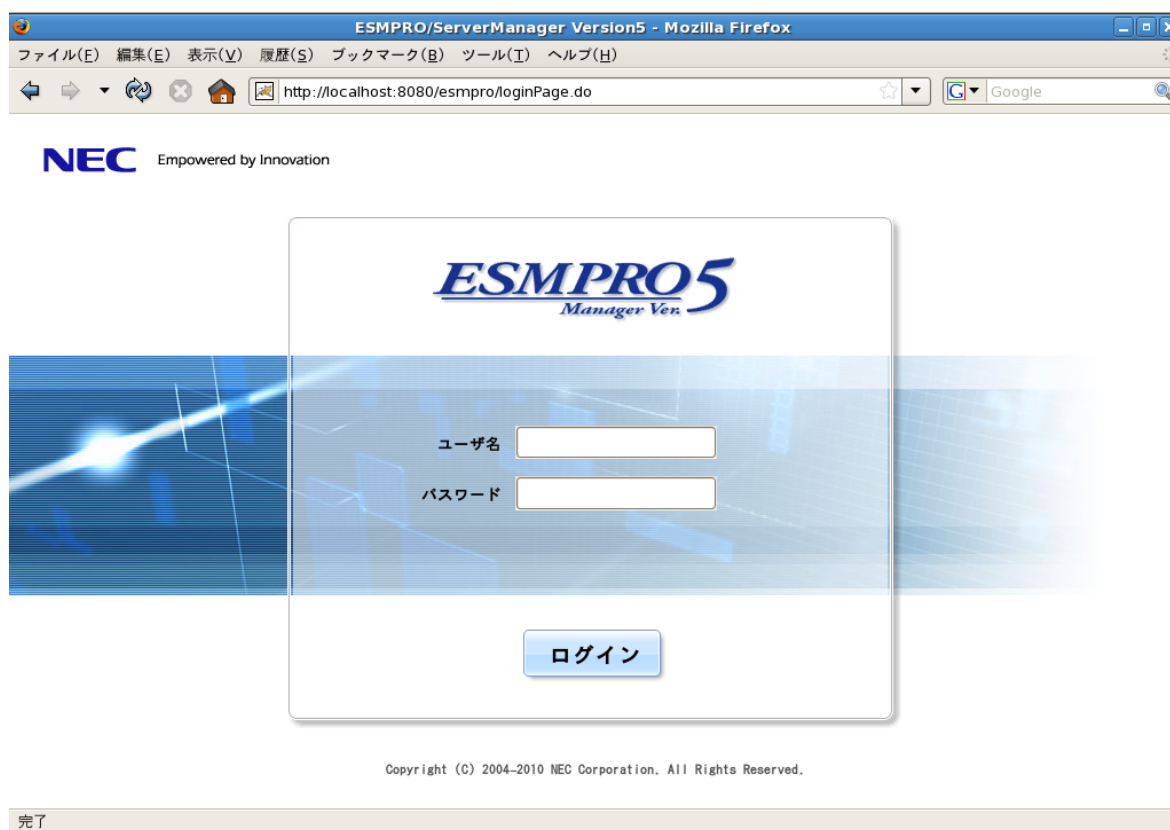 ESMPRO/ServerManager Version5 - Mozilla Firefox
ファイル(F) 編集(E) 表示(V) 履歴(S) ブックマーク(B) ツール(T) ヘルプ(H)
http://localhost:8080/esmpro/loginPage.do G Google
NEC Empowered by Innovation
ESMPRO5
Manager Ver.
ユーザ名
パスワード
ログイン
Copyright (C) 2004-2010 NEC Corporation. All Rights Reserved.
完了